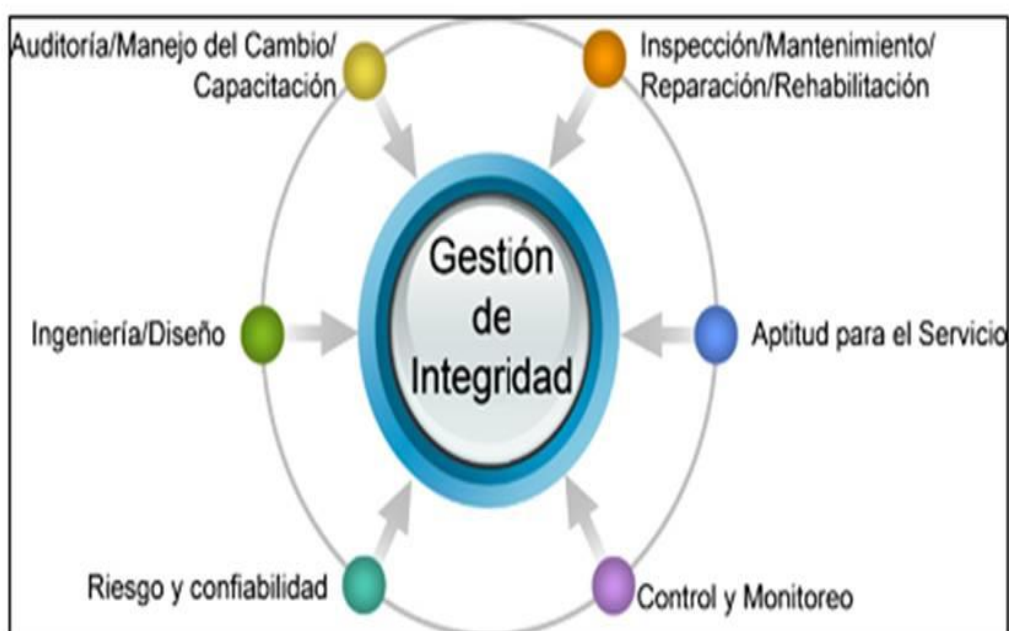 Auditoría/Manejo del Cambio/
Capacitación
Inspección/Mantenimiento/
Reparación/Rehabilitación
Gestión
de
Integridad
Ingeniería/Diseño
Aptitud para el Servicio
Riesgo y confiabilidad
Control y Monitoreo